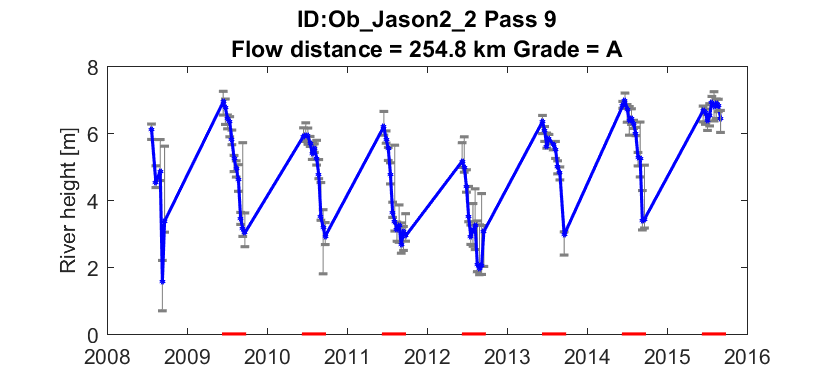 ID:Ob_Jason2_2 Pass 9
Flow distance = 254.8 km Grade = A
River height [m]
8
6
4
2
0
2008 2009 2010 2011 2012 2013 2014 2015 2016